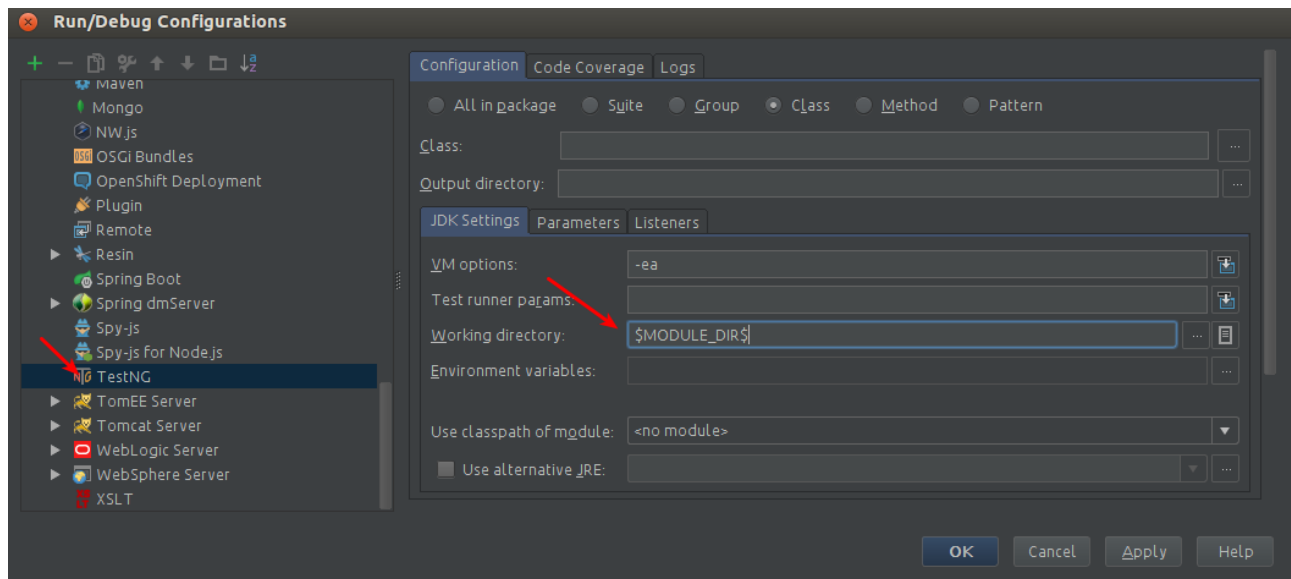 Run/Debug Configurations
Maven
Mongo
NW.js
OSGi Bundles
OpenShift Deployment
Plugin
Remote
Resin
Spring Boot
Spring dmServer
Spy-js
Spy-js for Node.js
TestNG
TomEE Server
Tomcat Server
WebLogic Server
WebSphere Server
XSLT
Configuration Code Coverage Logs
All in package Suite Group Class Method Pattern
Class: ...
Output directory: ...
JDK Settings Parameters Listeners
VM options: -ea
Test runner params:
Working directory: $MODULE_DIR$ ...
Environment variables: ...
Use classpath of module: <no module>
Use alternative JRE: ...
OK Cancel Apply Help